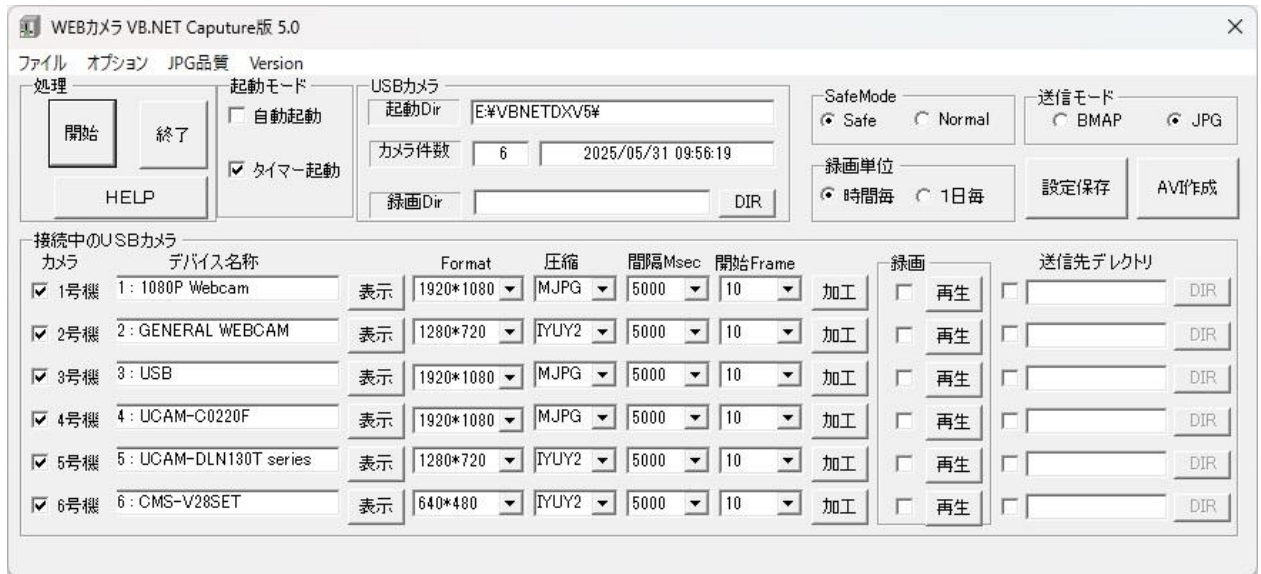 WEBカメラ VB.NET Caputure版 5.0
ファイル オプション JPG品質 Version
処理 起動モード USBカメラ SafeMode 送信モード
開始 終了 自動起動 起動Dir E:¥VBNETDXV5¥ Safe Normal BMAP JPG
タイマー起動 カメラ件数 6 2025/05/31 09:56:19 録画単位
HELP 録画Dir DIR 時間毎 1日毎 設定保存 AVI作成
接続中のUSBカメラ
カメラ デバイス名称 Format 圧縮 間隔Msec 開始Frame 録画 送信先デレクトリ
1号機 1 : 1080P Webcam 表示 1920*1080 MJPG 5000 10 加工 再生 DIR
2号機 2 : GENERAL WEBCAM 表示 1280*720 IYUY2 5000 10 加工 再生 DIR
3号機 3 : USB 表示 1920*1080 MJPG 5000 10 加工 再生 DIR
4号機 4 : UCAM-C0220F 表示 1920*1080 MJPG 5000 10 加工 再生 DIR
5号機 5 : UCAM-DLN130T series 表示 1280*720 IYUY2 5000 10 加工 再生 DIR
6号機 6 : CMS-V28SET 表示 640*480 IYUY2 5000 10 加工 再生 DIR